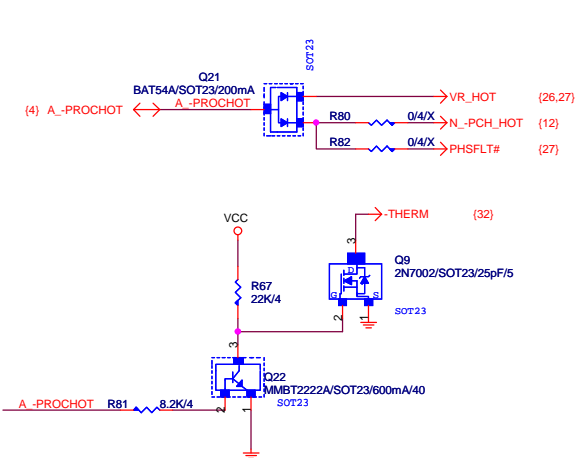 SOT23
Q21
BAT54A/SOT23/200mA
{4} A_-PROCHOT
A_-PROCHOT
VR_HOT {26,27}
R80 0/4/X
N_-PCH_HOT {12}
R82 0/4/X
PHSFLT# {27}
VCC
-THERM {32}
3
Q9
2N7002/SOT23/25pF/5
D
G
S
SOT23
2
1
R67
22K/4
3
Q22
MMBT2222A/SOT23/600mA/40
SOT23
A_-PROCHOT R81 8.2K/4
2
1